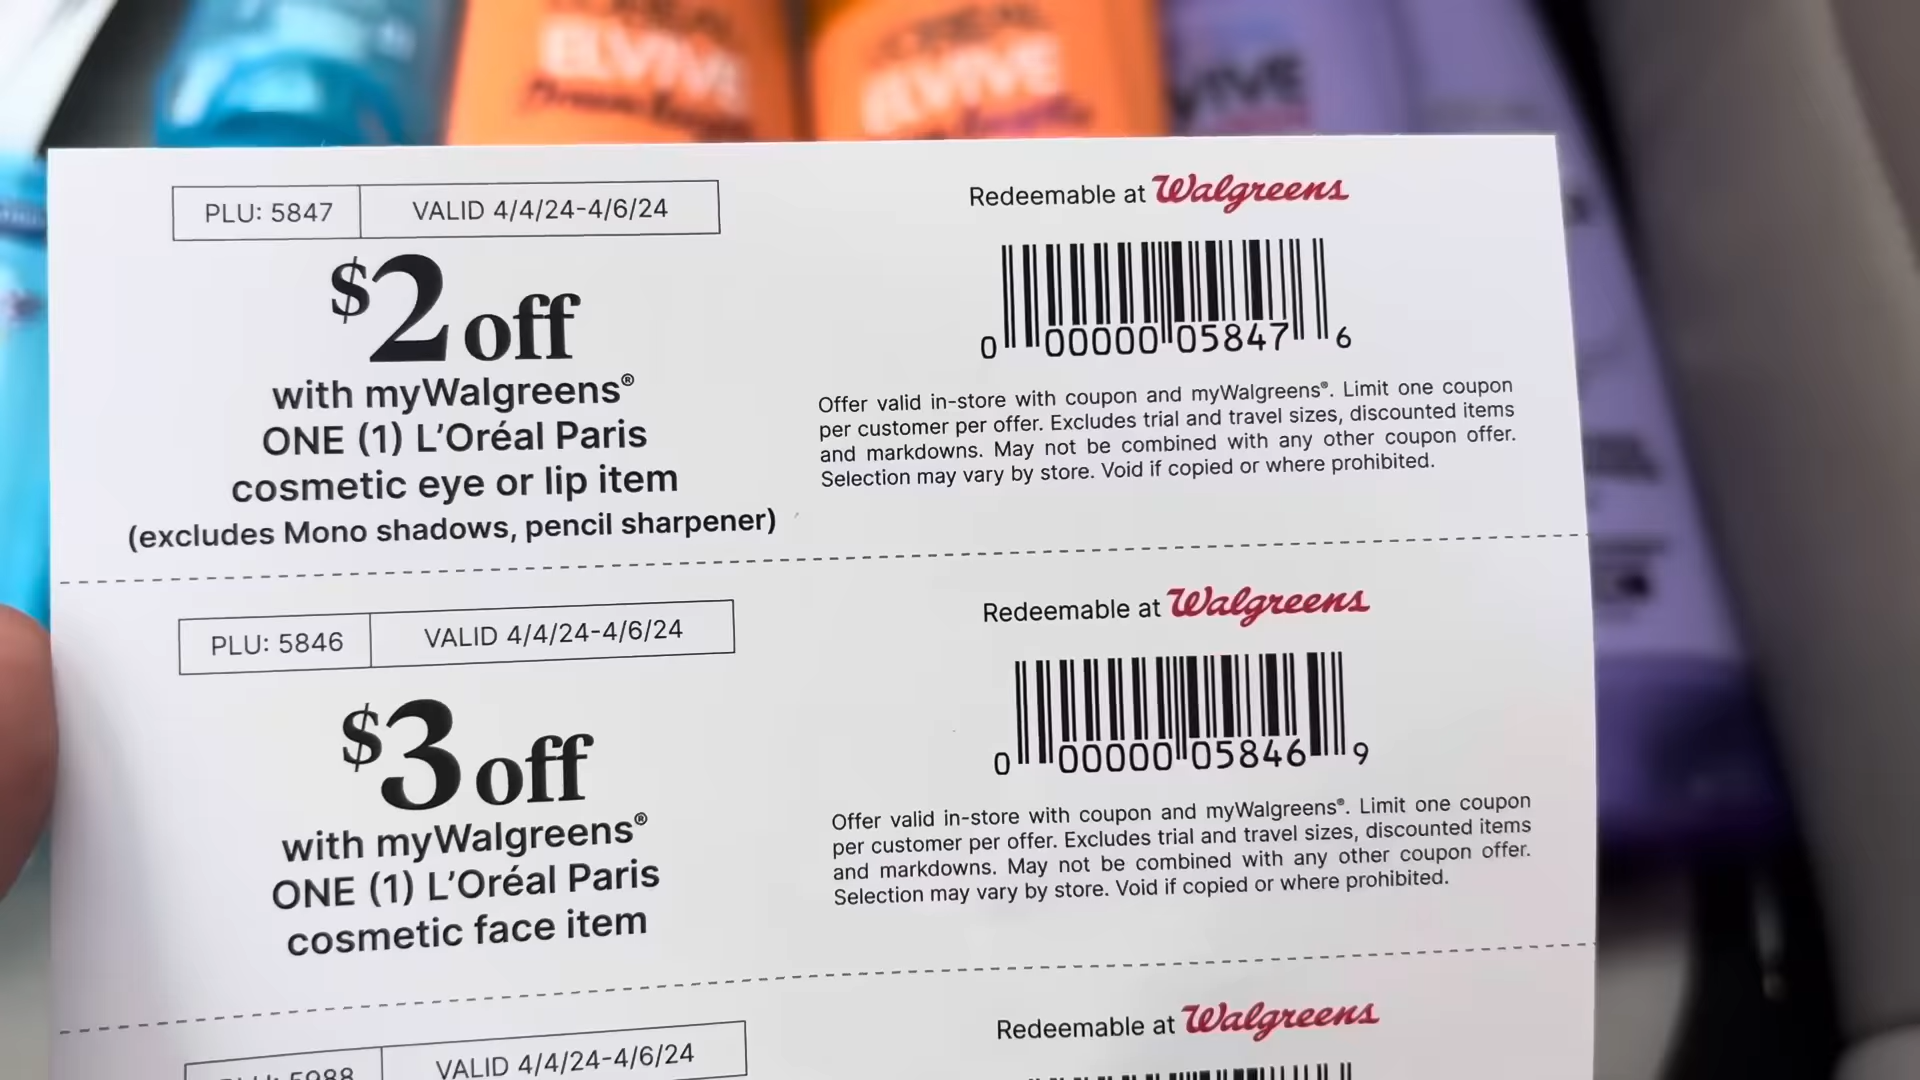 ELVIVE
ELVIVE
PLU: 5847
VALID 4/4/24-4/6/24
$2 off
with myWalgreens®
ONE (1) L'Oréal Paris
cosmetic eye or lip item
(excludes Mono shadows, pencil sharpener)
Redeemable at Walgreens
0 00000 05847 6
Offer valid in-store with coupon and myWalgreens®. Limit one coupon
per customer per offer. Excludes trial and travel sizes, discounted items
and markdowns. May not be combined with any other coupon offer.
Selection may vary by store. Void if copied or where prohibited.
PLU: 5846
VALID 4/4/24-4/6/24
$3 off
with myWalgreens®
ONE (1) L'Oréal Paris
cosmetic face item
Redeemable at Walgreens
0 00000 05846 9
Offer valid in-store with coupon and myWalgreens®. Limit one coupon
per customer per offer. Excludes trial and travel sizes, discounted items
and markdowns. May not be combined with any other coupon offer.
Selection may vary by store. Void if copied or where prohibited.
VALID 4/4/24-4/6/24
Redeemable at Walgreens